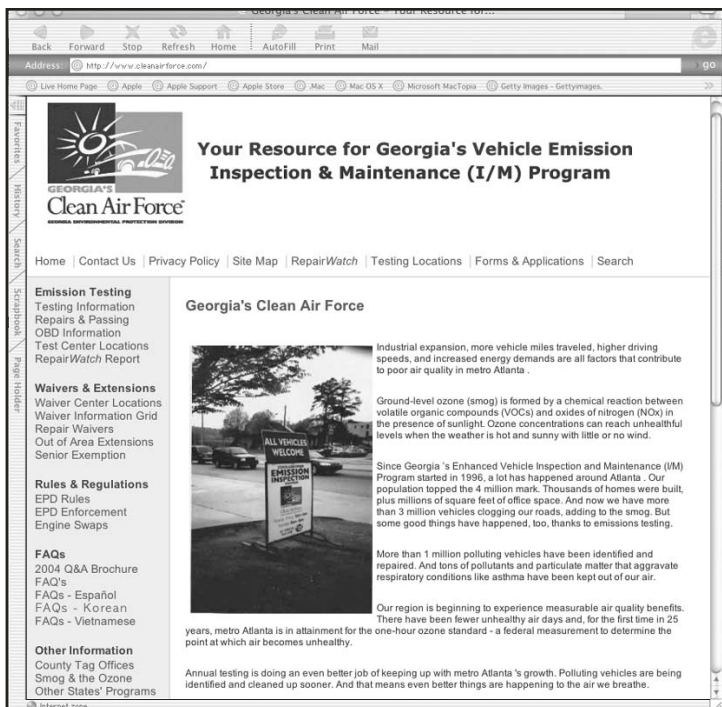 Georgia's Clean Air Force – Your Resource for...
Back Forward Stop Refresh Home AutoFill Print Mail
Address: http://www.cleanairforce.com/ go
Live Home Page Apple Apple Support Apple Store .Mac Mac OS X Microsoft MacTopia Getty Images - Gettyimages.
Favorites
History
Search
Scrapbook
Page Holder
GEORGIA'S
Clean Air Force
GEORGIA ENVIRONMENTAL PROTECTION DIVISION
Your Resource for Georgia's Vehicle Emission
Inspection & Maintenance (I/M) Program
Home | Contact Us | Privacy Policy | Site Map | RepairWatch | Testing Locations | Forms & Applications | Search
Emission Testing
Testing Information
Repairs & Passing
OBD Information
Test Center Locations
RepairWatch Report
Waivers & Extensions
Waiver Center Locations
Waiver Information Grid
Repair Waivers
Out of Area Extensions
Senior Exemption
Rules & Regulations
EPD Rules
EPD Enforcement
Engine Swaps
FAQs
2004 Q&A Brochure
FAQ's
FAQs - Español
FAQs - Korean
FAQs - Vietnamese
Other Information
County Tag Offices
Smog & the Ozone
Other States' Programs
Georgia's Clean Air Force
ALL VEHICLES
WELCOME
EMISSION
INSPECTION
Industrial expansion, more vehicle miles traveled, higher driving
speeds, and increased energy demands are all factors that contribute
to poor air quality in metro Atlanta .
Ground-level ozone (smog) is formed by a chemical reaction between
volatile organic compounds (VOCs) and oxides of nitrogen (NOx) in
the presence of sunlight. Ozone concentrations can reach unhealthful
levels when the weather is hot and sunny with little or no wind.
Since Georgia 's Enhanced Vehicle Inspection and Maintenance (I/M)
Program started in 1996, a lot has happened around Atlanta . Our
population topped the 4 million mark. Thousands of homes were built,
plus millions of square feet of office space. And now we have more
than 3 million vehicles clogging our roads, adding to the smog. But
some good things have happened, too, thanks to emissions testing.
More than 1 million polluting vehicles have been identified and
repaired. And tons of pollutants and particulate matter that aggravate
respiratory conditions like asthma have been kept out of our air.
Our region is beginning to experience measurable air quality benefits.
There have been fewer unhealthy air days and, for the first time in 25
years, metro Atlanta is in attainment for the one-hour ozone standard - a federal measurement to determine the
point at which air becomes unhealthy.
Annual testing is doing an even better job of keeping up with metro Atlanta 's growth. Polluting vehicles are being
identified and cleaned up sooner. And that means even better things are happening to the air we breathe.
Internet zone